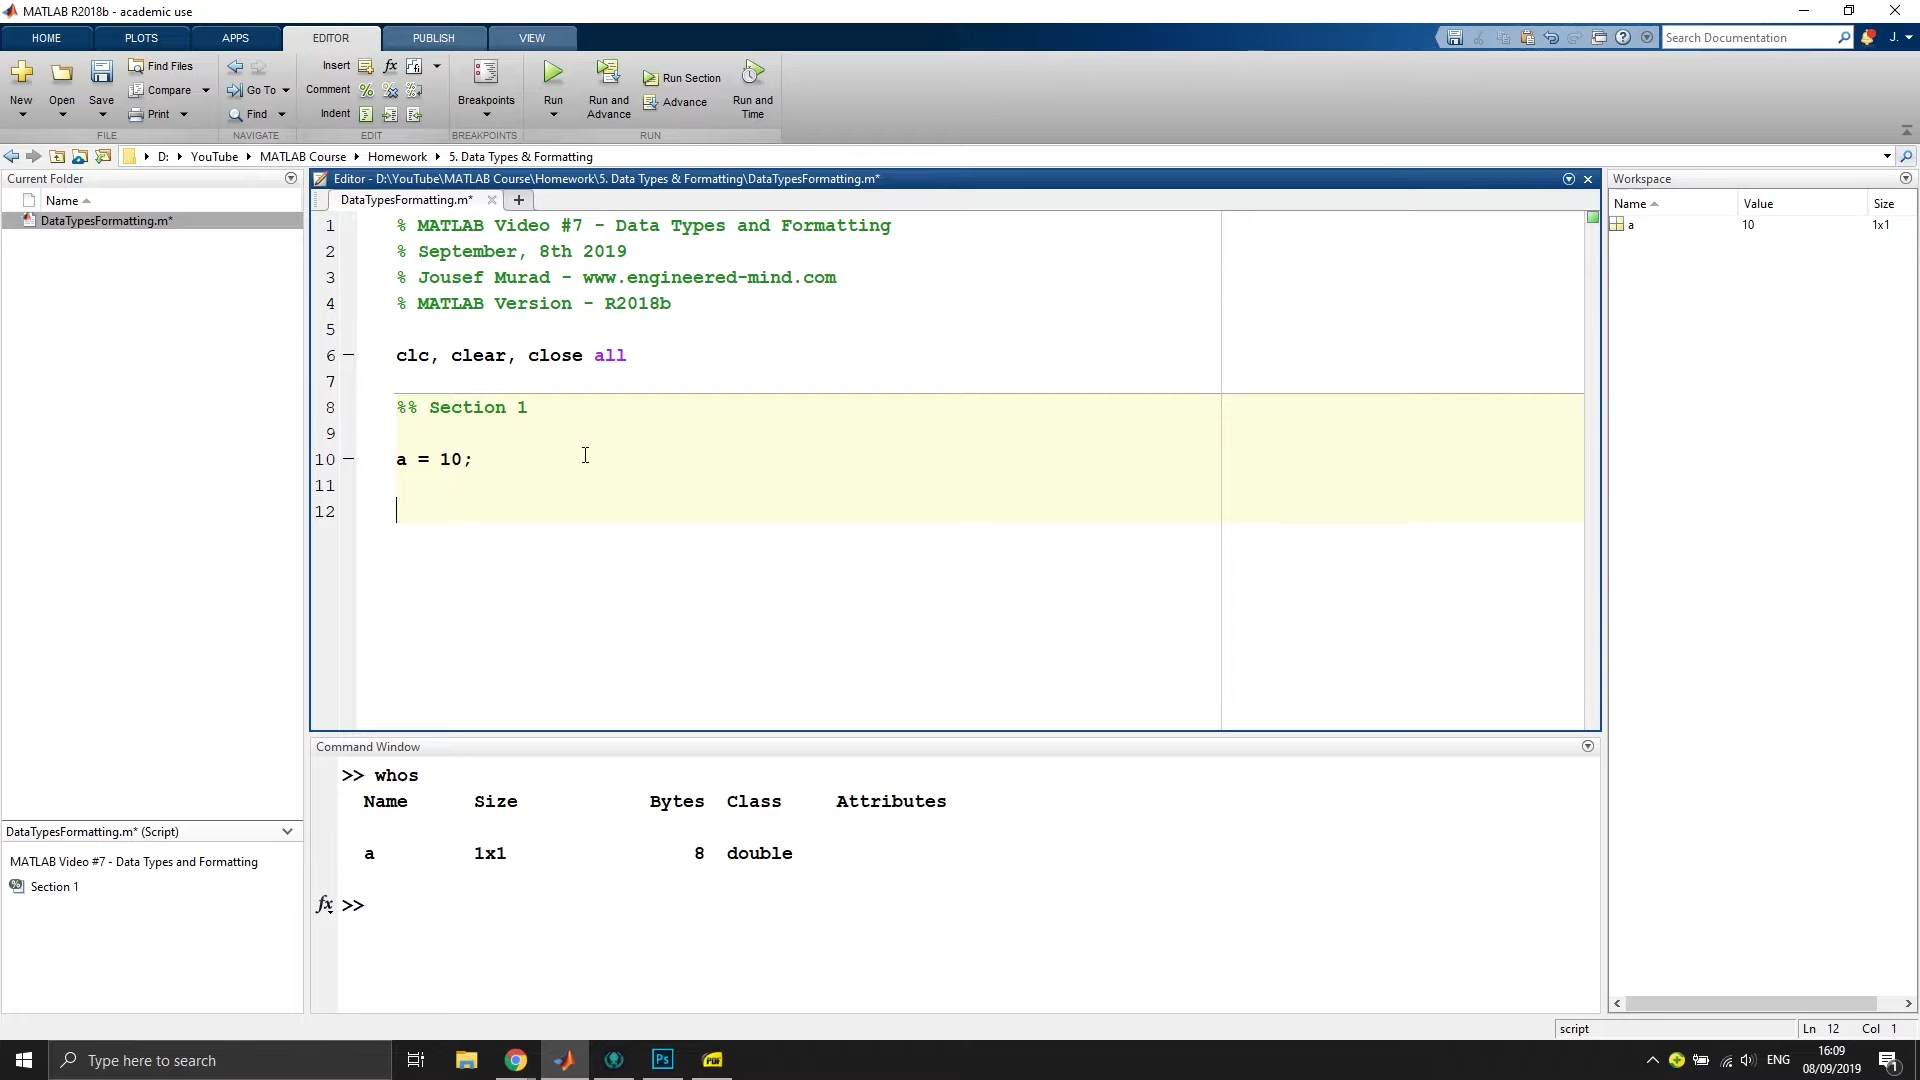 MATLAB R2018b - academic use
HOME PLOTS APPS EDITOR PUBLISH VIEW
Search Documentation
J.
New Open Save
Find Files
Compare
Print
FILE
Go To
Find
NAVIGATE
Insert fx
Comment
Indent
EDIT
Breakpoints
BREAKPOINTS
Run
Run and Advance
Run Section
Advance
Run and Time
RUN
D: YouTube MATLAB Course Homework 5. Data Types & Formatting
Current Folder
Name
DataTypesFormatting.m*
Editor - D:\YouTube\MATLAB Course\Homework\5. Data Types & Formatting\DataTypesFormatting.m*
DataTypesFormatting.m*
1 % MATLAB Video #7 - Data Types and Formatting
2 % September, 8th 2019
3 % Jousef Murad - www.engineered-mind.com
4 % MATLAB Version - R2018b
5
6 clc, clear, close all
7
8 %% Section 1
9
10 a = 10;
11
12
Workspace
Name Value Size
a 10 1x1
Command Window
>> whos
Name Size Bytes Class Attributes
a 1x1 8 double
fx >>
DataTypesFormatting.m* (Script)
MATLAB Video #7 - Data Types and Formatting
Section 1
script Ln 12 Col 1
Type here to search
Ps
PDF
ENG
16:09
08/09/2019
1